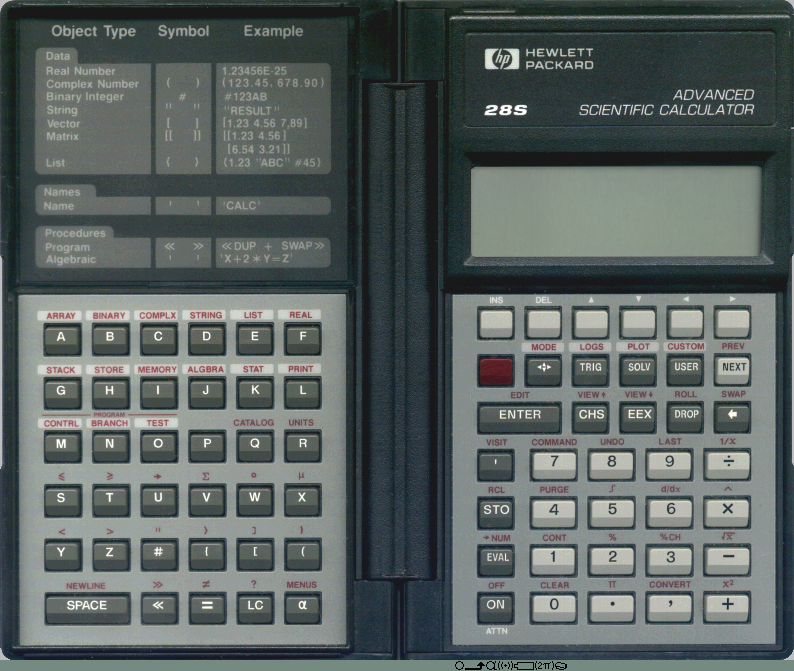 Object Type Symbol Example
Data
Real Number 1.23456E-25
Complex Number ( ) (123.45, 678.90)
Binary Integer # #123AB
String " " "RESULT"
Vector [ ] [1.23 4.56 7,89]
Matrix [[ ]] [[1.23 4.56]
[6.54 3.21]]
List { } {1.23 "ABC" #45}
Names
Name ' ' 'CALC'
Procedures
Program « » «DUP + SWAP»
Algebraic ' ' 'X+2*Y=Z'
ARRAY BINARY COMPLX STRING LIST REAL
A B C D E F
STACK STORE MEMORY ALGBRA STAT PRINT
G H I J K L
PROGRAM
CONTRL BRANCH TEST CATALOG UNITS
M N O P Q R
≤ ≥ → Σ ° μ
S T U V W X
< > " } ] )
Y Z # { [ (
NEWLINE » ≠ ? MENUS
SPACE « = LC α
hp HEWLETT
PACKARD
28S ADVANCED
SCIENTIFIC CALCULATOR
INS DEL ▲ ▼ ◄ ►
MODE LOGS PLOT CUSTOM PREV
TRIG SOLV USER NEXT
EDIT VIEW↑ VIEW↓ ROLL SWAP
ENTER CHS EEX DROP ←
VISIT COMMAND UNDO LAST 1/X
' 7 8 9 ÷
RCL PURGE ∫ d/dx ^
STO 4 5 6 ×
→NUM CONT % %CH √x
EVAL 1 2 3 −
OFF CLEAR π CONVERT x²
ON 0 . , +
ATTN